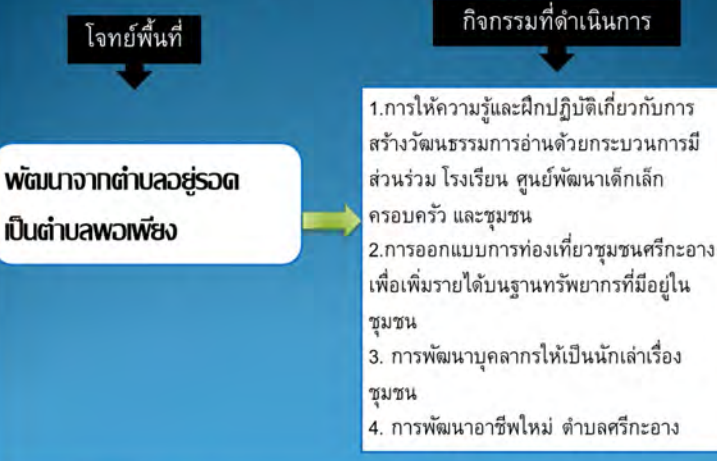 โจทย์พื้นที่
พัฒนาจากตำบลอยู่รอด
เป็นตำบลพอเพียง
กิจกรรมที่ดำเนินการ
1.การให้ความรู้และฝึกปฏิบัติเกี่ยวกับการ
สร้างวัฒนธรรมการอ่านด้วยกระบวนการมี
ส่วนร่วม โรงเรียน ศูนย์พัฒนาเด็กเล็ก
ครอบครัว และชุมชน
2.การออกแบบการท่องเที่ยวชุมชนศรีกะอาง
เพื่อเพิ่มรายได้บนฐานทรัพยากรที่มีอยู่ใน
ชุมชน
3. การพัฒนาบุคลากรให้เป็นนักเล่าเรื่อง
ชุมชน
4. การพัฒนาอาชีพใหม่ ตำบลศรีกะอาง